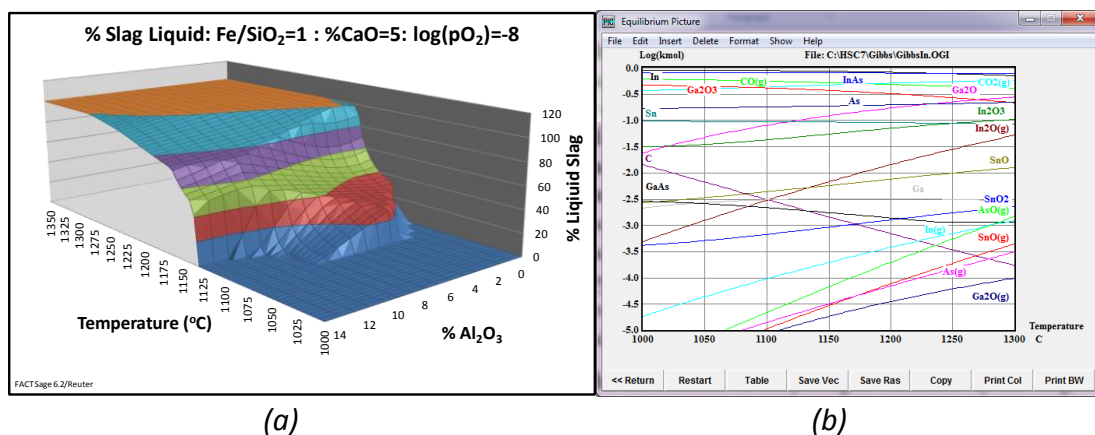 % Slag Liquid: Fe/SiO₂=1 : %CaO=5: log(pO₂)=-8
120
100
80
60
40
20
0
% Liquid Slag
1350
1325
1300
1275
1250
1225
1200
1175
1150
1125
1100
1075
1050
1025
1000
Temperature (°C)
14
12
10
8
6
4
2
0
% Al₂O₃
FACTSage 6.2/Reuter
(a)
PIC Equilibrium Picture
File Edit Insert Delete Format Show Help
Log(kmol) File: C:\HSC7\Gibbs\GibbsIn.OGI
0.0
-0.5
-1.0
-1.5
-2.0
-2.5
-3.0
-3.5
-4.0
-4.5
-5.0
In
CO(g)
InAs
CO2(g)
Ga2O3
Ga2O
As
Sn
In2O3
In2O(g)
C
SnO
GaAs
Ga
SnO2
AsO(g)
In(g)
SnO(g)
As(g)
Ga2O(g)
1000 1050 1100 1150 1200 1250 1300
Temperature
C
<< Return Restart Table Save Vec Save Ras Copy Print Col Print BW
(b)